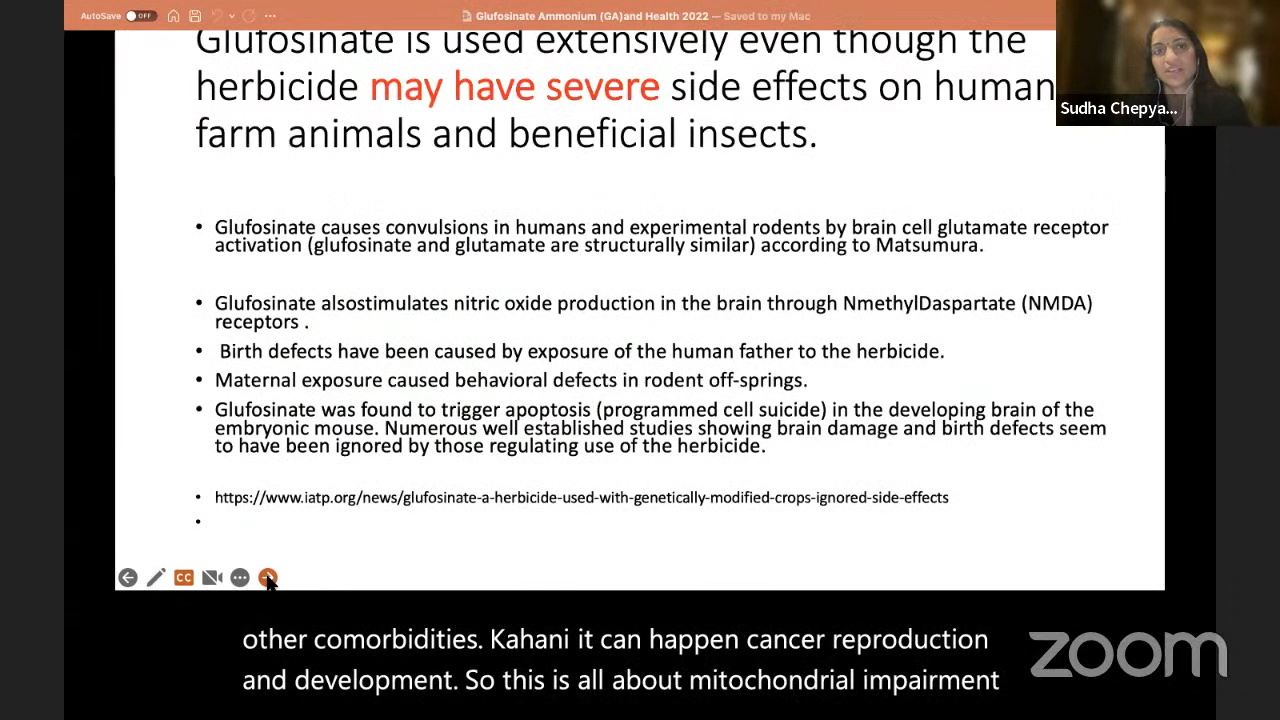 AutoSave OFF
Glufosinate Ammonium (GA)and Health 2022 — Saved to my Mac
Glufosinate is used extensively even though the
herbicide may have severe side effects on human
farm animals and beneficial insects.
Sudha Chepya...
• Glufosinate causes convulsions in humans and experimental rodents by brain cell glutamate receptor
activation (glufosinate and glutamate are structurally similar) according to Matsumura.
• Glufosinate alsostimulates nitric oxide production in the brain through NmethylDaspartate (NMDA)
receptors .
• Birth defects have been caused by exposure of the human father to the herbicide.
• Maternal exposure caused behavioral defects in rodent off-springs.
• Glufosinate was found to trigger apoptosis (programmed cell suicide) in the developing brain of the
embryonic mouse. Numerous well established studies showing brain damage and birth defects seem
to have been ignored by those regulating use of the herbicide.
• https://www.iatp.org/news/glufosinate-a-herbicide-used-with-genetically-modified-crops-ignored-side-effects
•
CC
other comorbidities. Kahani it can happen cancer reproduction
and development. So this is all about mitochondrial impairment
zoom